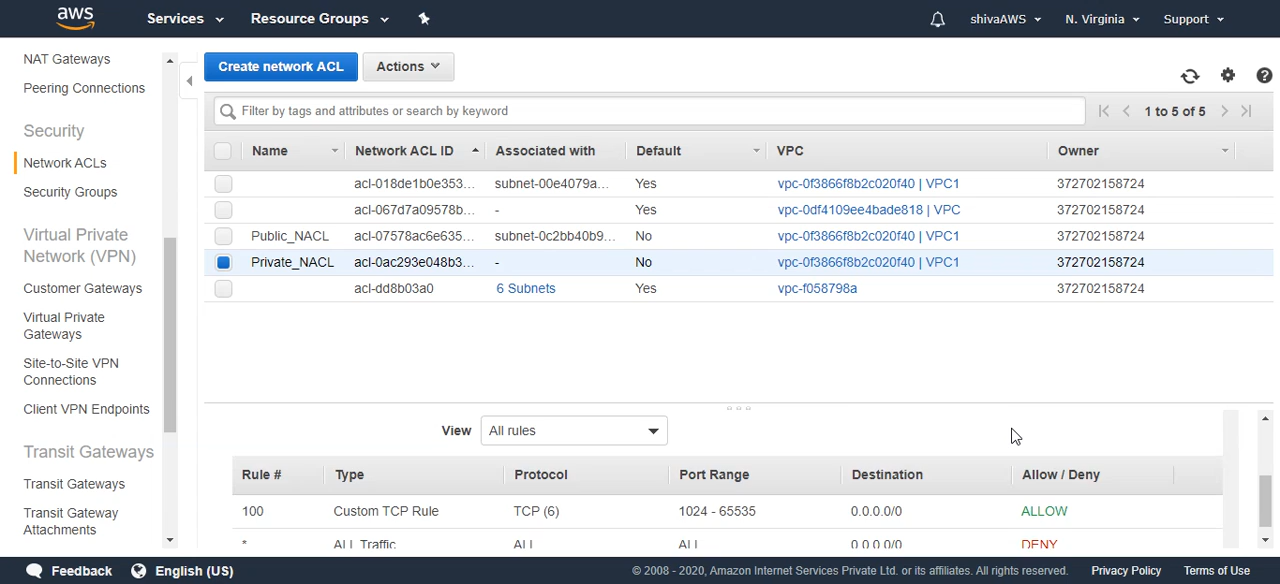 aws Services Resource Groups shivaAWS N. Virginia Support
NAT Gateways
Peering Connections
Security
Network ACLs
Security Groups
Virtual Private
Network (VPN)
Customer Gateways
Virtual Private
Gateways
Site-to-Site VPN
Connections
Client VPN Endpoints
Transit Gateways
Transit Gateways
Transit Gateway
Attachments
Create network ACL Actions
Filter by tags and attributes or search by keyword 1 to 5 of 5
Name Network ACL ID Associated with Default VPC Owner
acl-018de1b0e353... subnet-00e4079a... Yes vpc-0f3866f8b2c020f40 | VPC1 372702158724
acl-067d7a09578b... - Yes vpc-0df4109ee4bade818 | VPC 372702158724
Public_NACL acl-07578ac6e635... subnet-0c2bb40b9... No vpc-0f3866f8b2c020f40 | VPC1 372702158724
Private_NACL acl-0ac293e048b3... - No vpc-0f3866f8b2c020f40 | VPC1 372702158724
acl-dd8b03a0 6 Subnets Yes vpc-f058798a 372702158724
View All rules
Rule # Type Protocol Port Range Destination Allow / Deny
100 Custom TCP Rule TCP (6) 1024 - 65535 0.0.0.0/0 ALLOW
* ALL Traffic ALL ALL 0.0.0.0/0 DENY
Feedback English (US) © 2008 - 2020, Amazon Internet Services Private Ltd. or its affiliates. All rights reserved. Privacy Policy Terms of Use